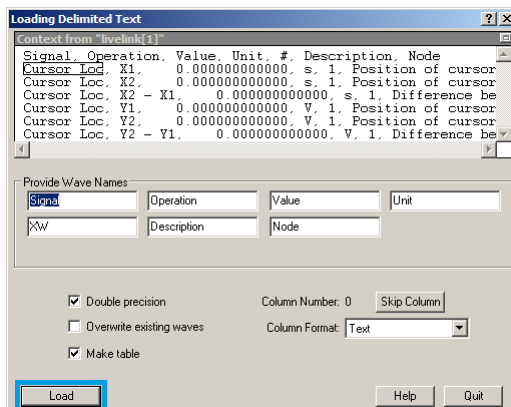 Loading Delimited Text
Context from "livelink[1]"
Signal, Operation, Value, Unit, #, Description, Node
Cursor Loc, X1, 0.000000000000, s, 1, Position of cursor
Cursor Loc, X2, 0.000000000000, s, 1, Position of cursor
Cursor Loc, X2 - X1, 0.000000000000, s, 1, Difference be
Cursor Loc, Y1, 0.000000000000, V, 1, Position of cursor
Cursor Loc, Y2, 0.000000000000, V, 1, Position of cursor
Cursor Loc, Y2 - Y1, 0.000000000000, V, 1, Difference be
Provide Wave Names
Signal Operation Value Unit
XW Description Node
Double precision Column Number: 0 Skip Column
Overwrite existing waves Column Format: Text
Make table
Load Help Quit